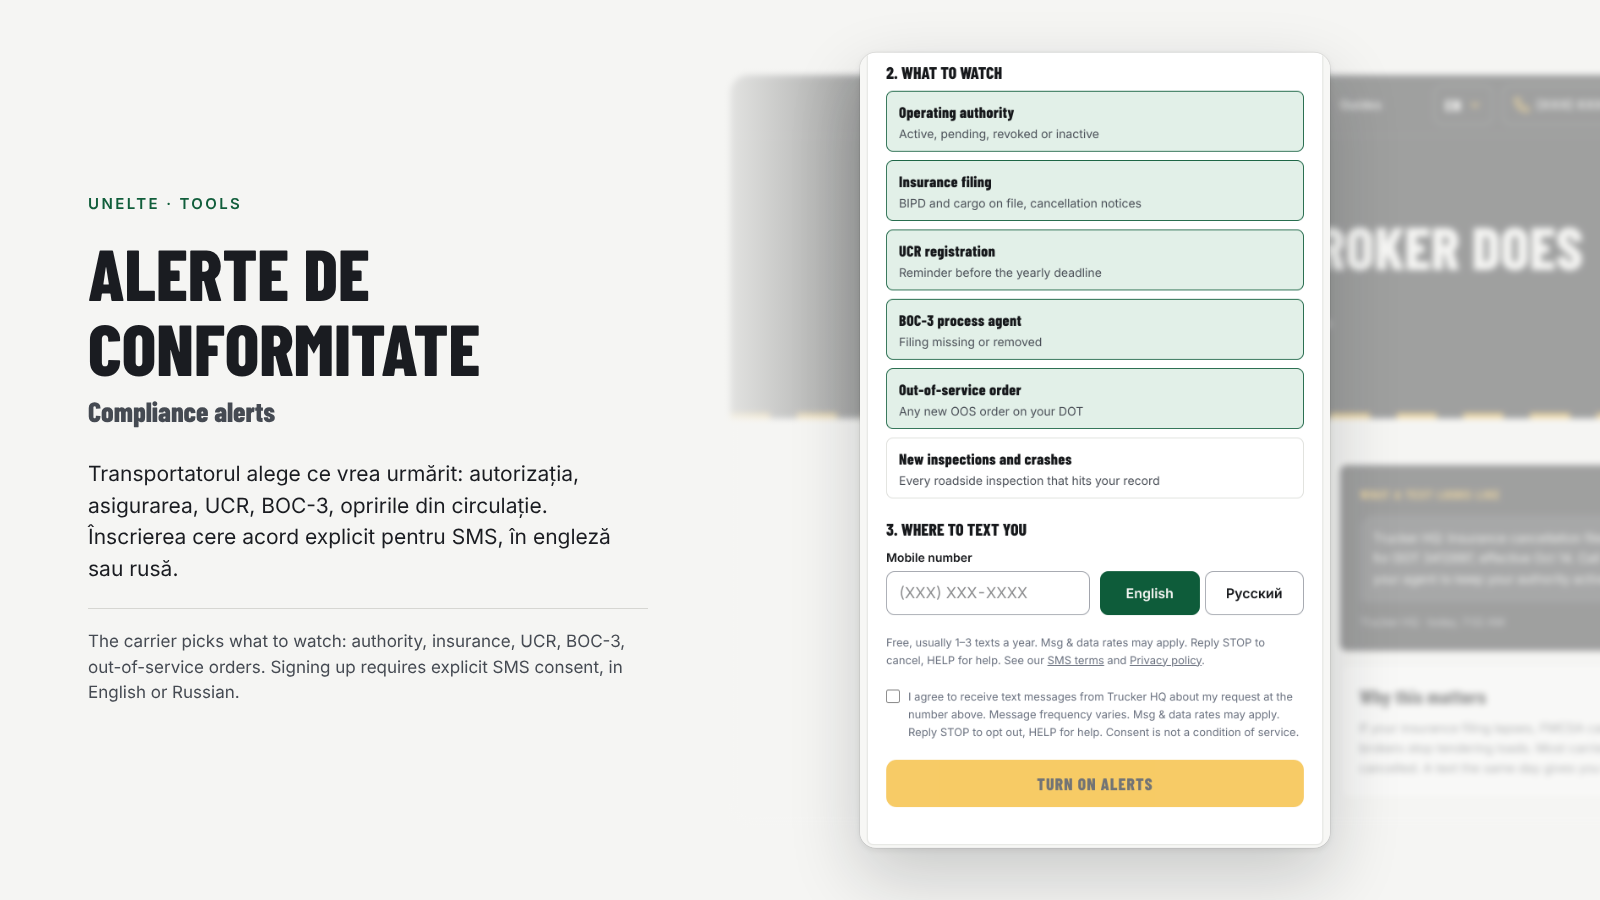 UNELTE · TOOLS
ALERTE DE
CONFORMITATE
Compliance alerts
Transportatorul alege ce vrea urmărit: autorizația,
asigurarea, UCR, BOC-3, opririle din circulație.
Înscrierea cere acord explicit pentru SMS, în engleză
sau rusă.
The carrier picks what to watch: authority, insurance, UCR, BOC-3,
out-of-service orders. Signing up requires explicit SMS consent, in
English or Russian.
2. WHAT TO WATCH
Operating authority
Active, pending, revoked or inactive
Insurance filing
BIPD and cargo on file, cancellation notices
UCR registration
Reminder before the yearly deadline
BOC-3 process agent
Filing missing or removed
Out-of-service order
Any new OOS order on your DOT
New inspections and crashes
Every roadside inspection that hits your record
3. WHERE TO TEXT YOU
Mobile number
(XXX) XXX-XXXX
English
Русский
Free, usually 1–3 texts a year. Msg & data rates may apply. Reply STOP to
cancel, HELP for help. See our SMS terms and Privacy policy.
I agree to receive text messages from Trucker HQ about my request at the
number above. Message frequency varies. Msg & data rates may apply.
Reply STOP to opt out, HELP for help. Consent is not a condition of service.
TURN ON ALERTS
ROKER DOES
Why this matters